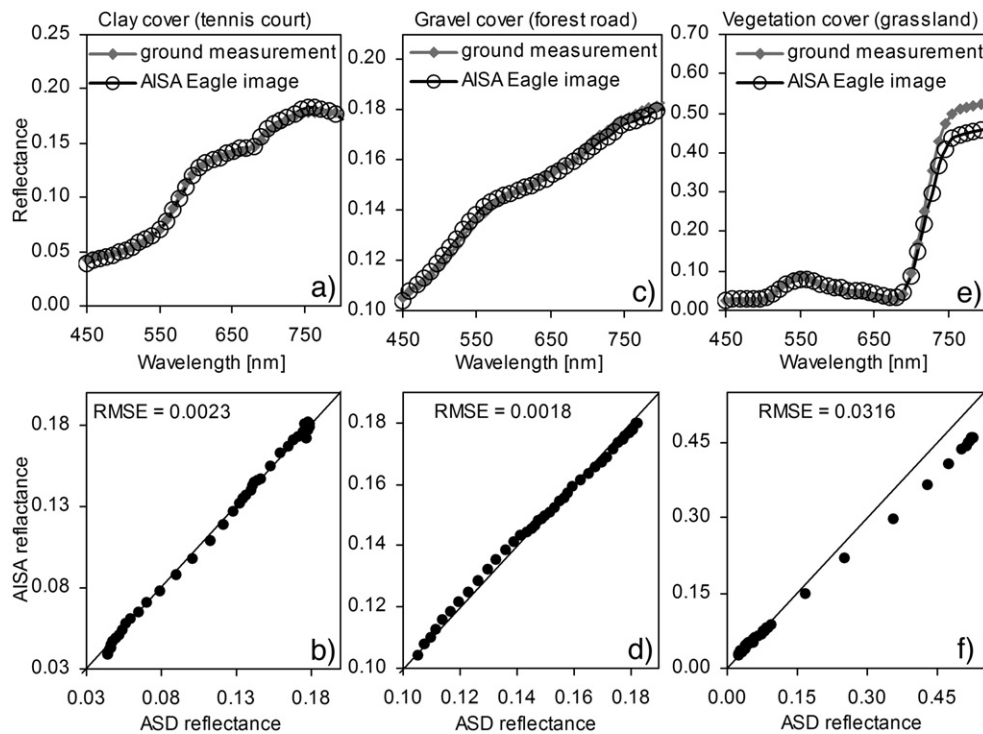 Clay cover (tennis court)
0.25
0.20
0.15
0.10
0.05
0.00
Reflectance
ground measurement
AISA Eagle image
a)
450 550 650 750
Wavelength [nm]
Gravel cover (forest road)
0.20
0.18
0.16
0.14
0.12
0.10
ground measurement
AISA Eagle image
c)
450 550 650 750
Wavelength [nm]
Vegetation cover (grassland)
0.70
0.60
0.50
0.40
0.30
0.20
0.10
0.00
ground measurement
AISA Eagle image
e)
450 550 650 750
Wavelength [nm]
RMSE = 0.0023
0.18
0.13
0.08
0.03
AISA reflactance
b)
0.03 0.08 0.13 0.18
ASD reflectance
RMSE = 0.0018
0.18
0.16
0.14
0.12
0.10
d)
0.10 0.12 0.14 0.16 0.18
ASD reflectance
RMSE = 0.0316
0.45
0.30
0.15
0.00
f)
0.00 0.15 0.30 0.45
ASD reflectance